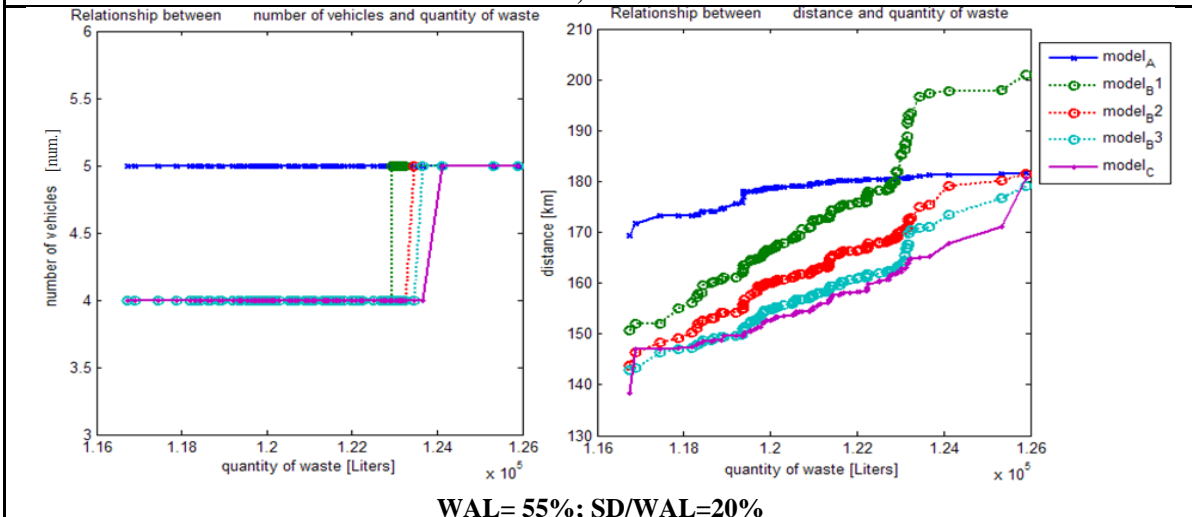 Relationship between number of vehicles and quantity of waste
6
5.5
5
4.5
4
3.5
3
number of vehicles [num.]
1.16 1.18 1.2 1.22 1.24 1.26
quantity of waste [Liters] x 10^5
Relationship between distance and quantity of waste
210
200
190
180
170
160
150
140
130
distance [km]
1.16 1.18 1.2 1.22 1.24 1.26
quantity of waste [Liters] x 10^5
model_A
model_B1
model_B2
model_B3
model_C
WAL= 55%; SD/WAL=20%